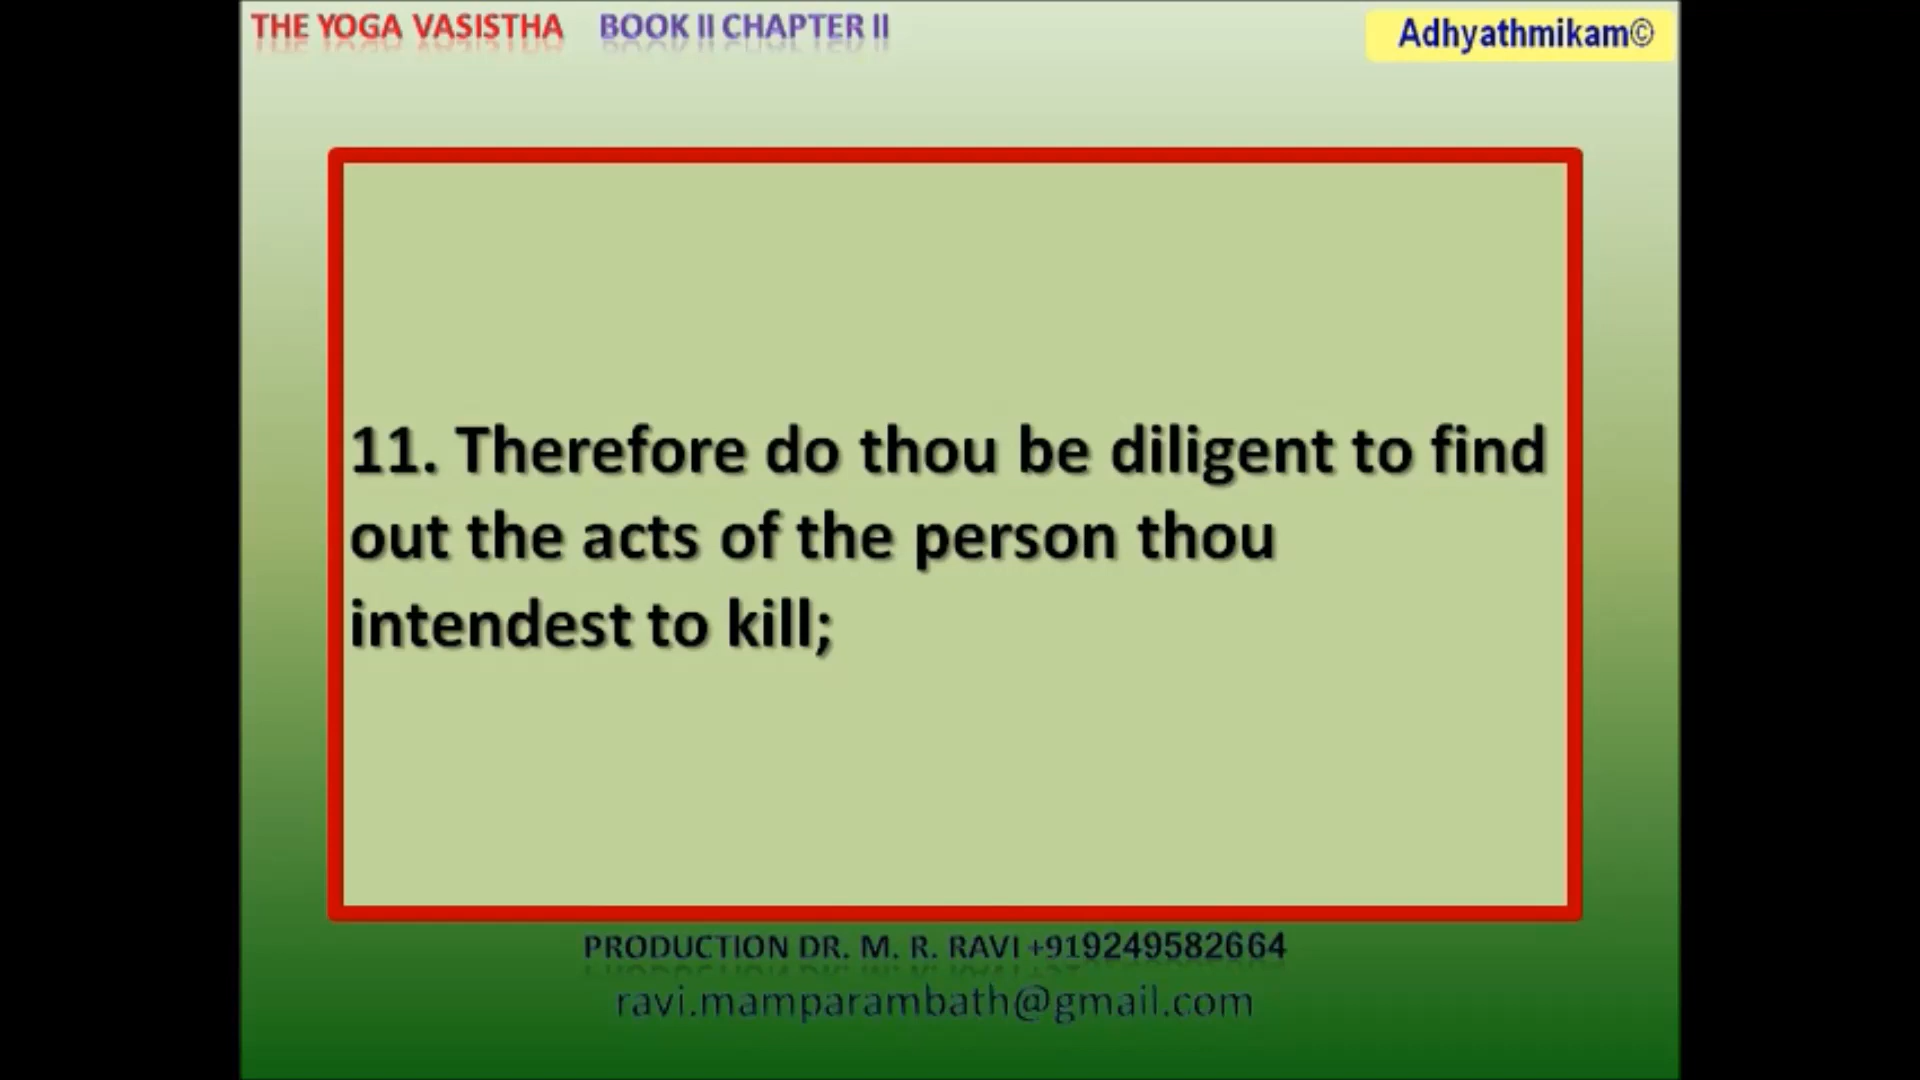 THE YOGA VASISTHA BOOK II CHAPTER II
Adhyathmikam©
11. Therefore do thou be diligent to find
out the acts of the person thou
intendest to kill;
PRODUCTION DR. M. R. RAVI +919249582664
ravi.mamparambath@gmail.com